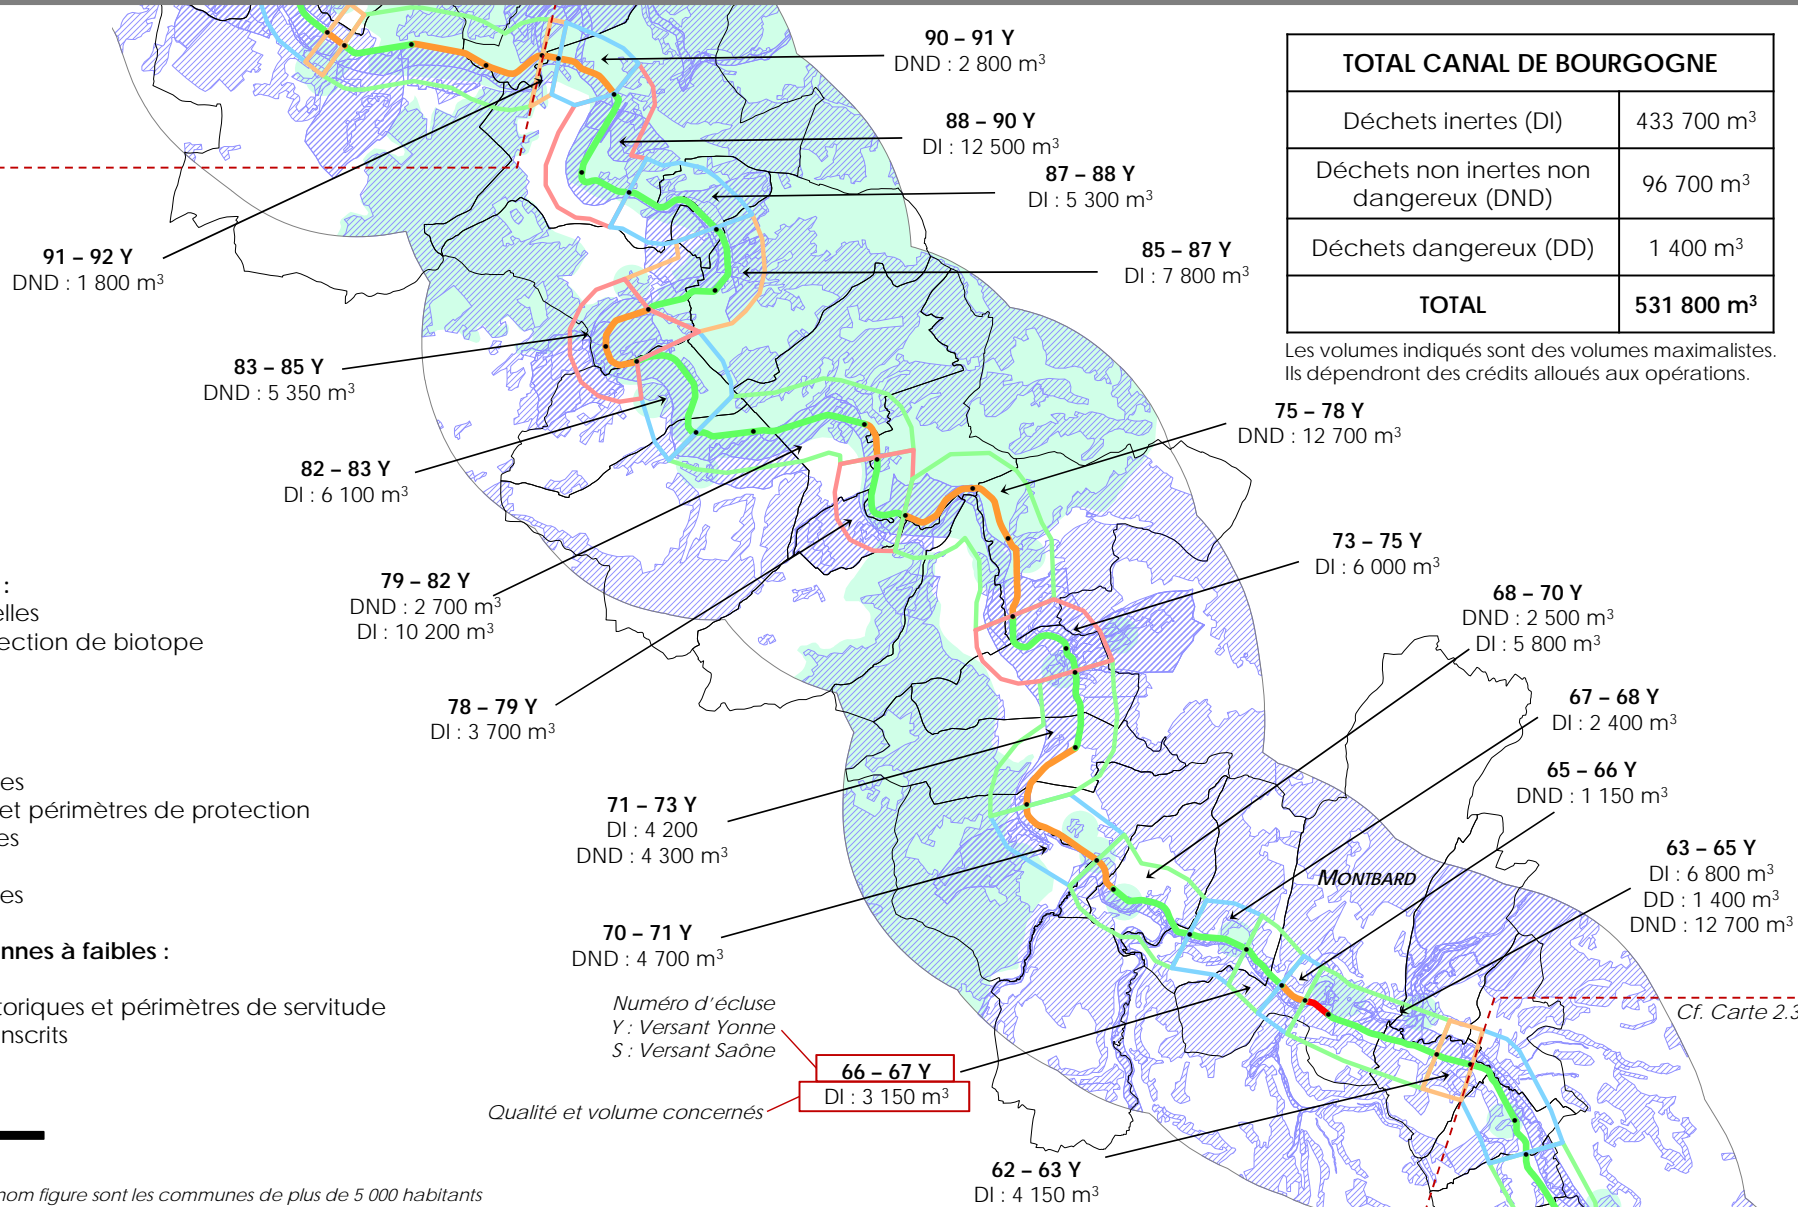 90 – 91 Y
DND : 2 800 m³
88 – 90 Y
DI : 12 500 m³
87 – 88 Y
DI : 5 300 m³
85 – 87 Y
DI : 7 800 m³
91 – 92 Y
DND : 1 800 m³
83 – 85 Y
DND : 5 350 m³
82 – 83 Y
DI : 6 100 m³
79 – 82 Y
DND : 2 700 m³
DI : 10 200 m³
78 – 79 Y
DI : 3 700 m³
71 – 73 Y
DI : 4 200
DND : 4 300 m³
70 – 71 Y
DND : 4 700 m³
TOTAL CANAL DE BOURGOGNE
Déchets inertes (DI) 433 700 m³
Déchets non inertes non
dangereux (DND) 96 700 m³
Déchets dangereux (DD) 1 400 m³
TOTAL 531 800 m³
Les volumes indiqués sont des volumes maximalistes.
Ils dépendront des crédits alloués aux opérations.
75 – 78 Y
DND : 12 700 m³
73 – 75 Y
DI : 6 000 m³
68 – 70 Y
DND : 2 500 m³
DI : 5 800 m³
67 – 68 Y
DI : 2 400 m³
65 – 66 Y
DND : 1 150 m³
63 – 65 Y
DI : 6 800 m³
DD : 1 400 m³
DND : 12 700 m³
MONTBARD
Cf. Carte 2.3
62 – 63 Y
DI : 4 150 m³
Numéro d'écluse
Y : Versant Yonne
S : Versant Saône
66 – 67 Y
DI : 3 150 m³
Qualité et volume concernés
:
elles
ection de biotope
es
et périmètres de protection
es
es
nnes à faibles :
toriques et périmètres de servitude
nscrits
nom figure sont les communes de plus de 5 000 habitants